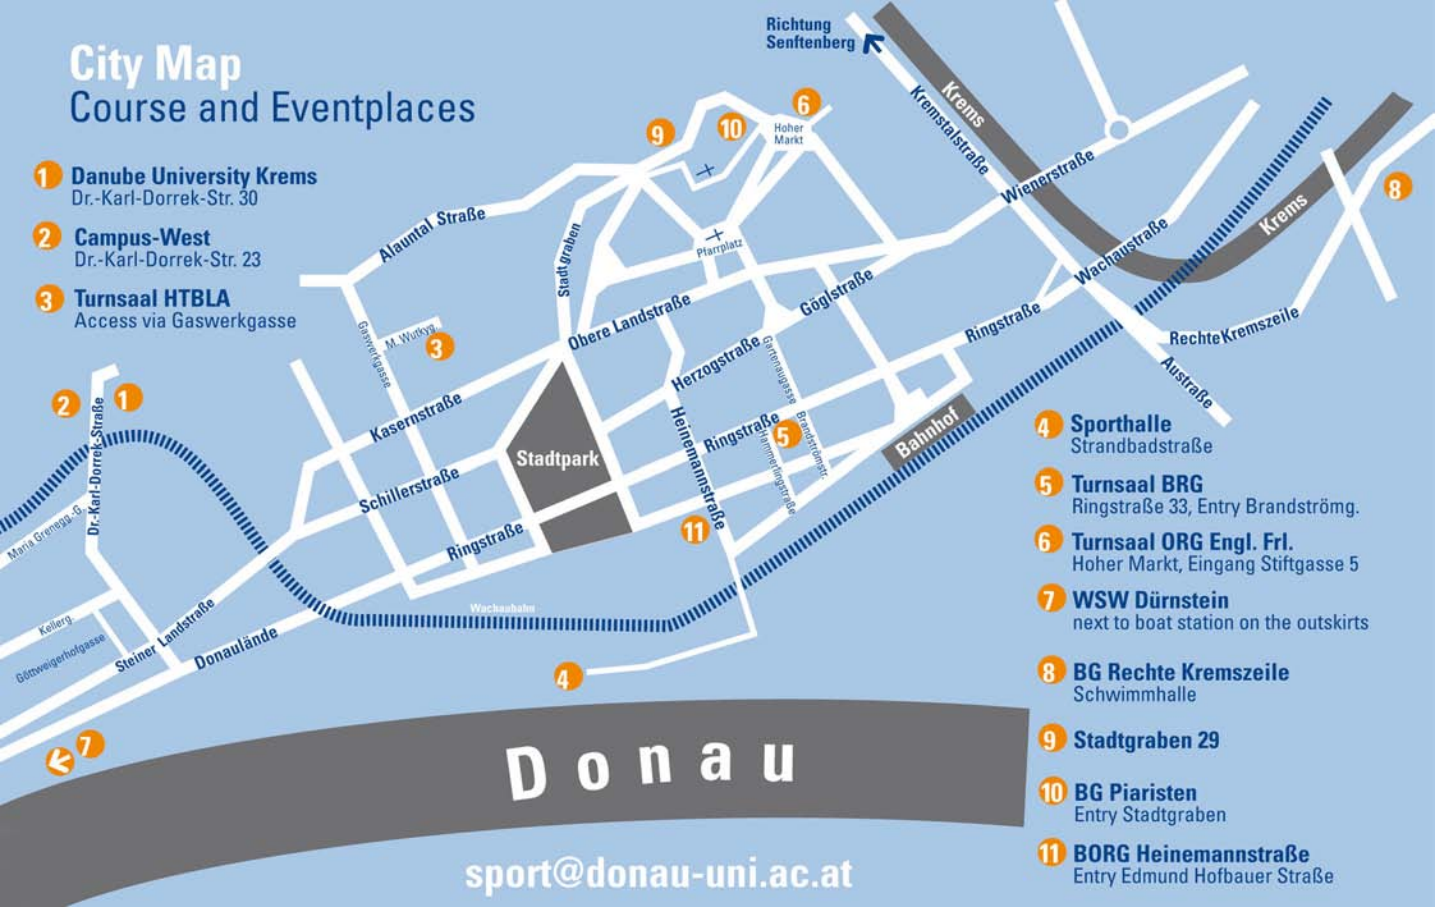 City Map
Course and Eventplaces
1 Danube University Krems
Dr.-Karl-Dorrek-Str. 30
2 Campus-West
Dr.-Karl-Dorrek-Str. 23
3 Turnsaal HTBLA
Access via Gaswerkgasse
Richtung
Senftenberg
Krems
Kremstalstraße
6
10
9
Hoher
Markt
Wienerstraße
8
Krems
Alauntal Straße
Stadtgraben
Pfarrplatz
Wachaustraße
Göglstraße
Obere Landstraße
Ringstraße
Rechte Kremszeile
Gaswerkgasse
M. Wutkyg.
3
Herzogstraße
Gartenaugasse
Austraße
2
1
Dr.-Karl-Dorrek-Straße
Kasernstraße
Heinemannstraße
Ringstraße
5
Brandströmstr.
Hammerlingstraße
Bahnhof
Stadtpark
Schillerstraße
Maria Grenegg.-G.
Ringstraße
11
Wachaubahn
Kellerg.
Göttweigerhofgasse
Steiner Landstraße
Donaulände
4
7
Donau
4 Sporthalle
Strandbadstraße
5 Turnsaal BRG
Ringstraße 33, Entry Brandströmg.
6 Turnsaal ORG Engl. Frl.
Hoher Markt, Eingang Stiftgasse 5
7 WSW Dürnstein
next to boat station on the outskirts
8 BG Rechte Kremszeile
Schwimmhalle
9 Stadtgraben 29
10 BG Piaristen
Entry Stadtgraben
11 BORG Heinemannstraße
Entry Edmund Hofbauer Straße
sport@donau-uni.ac.at